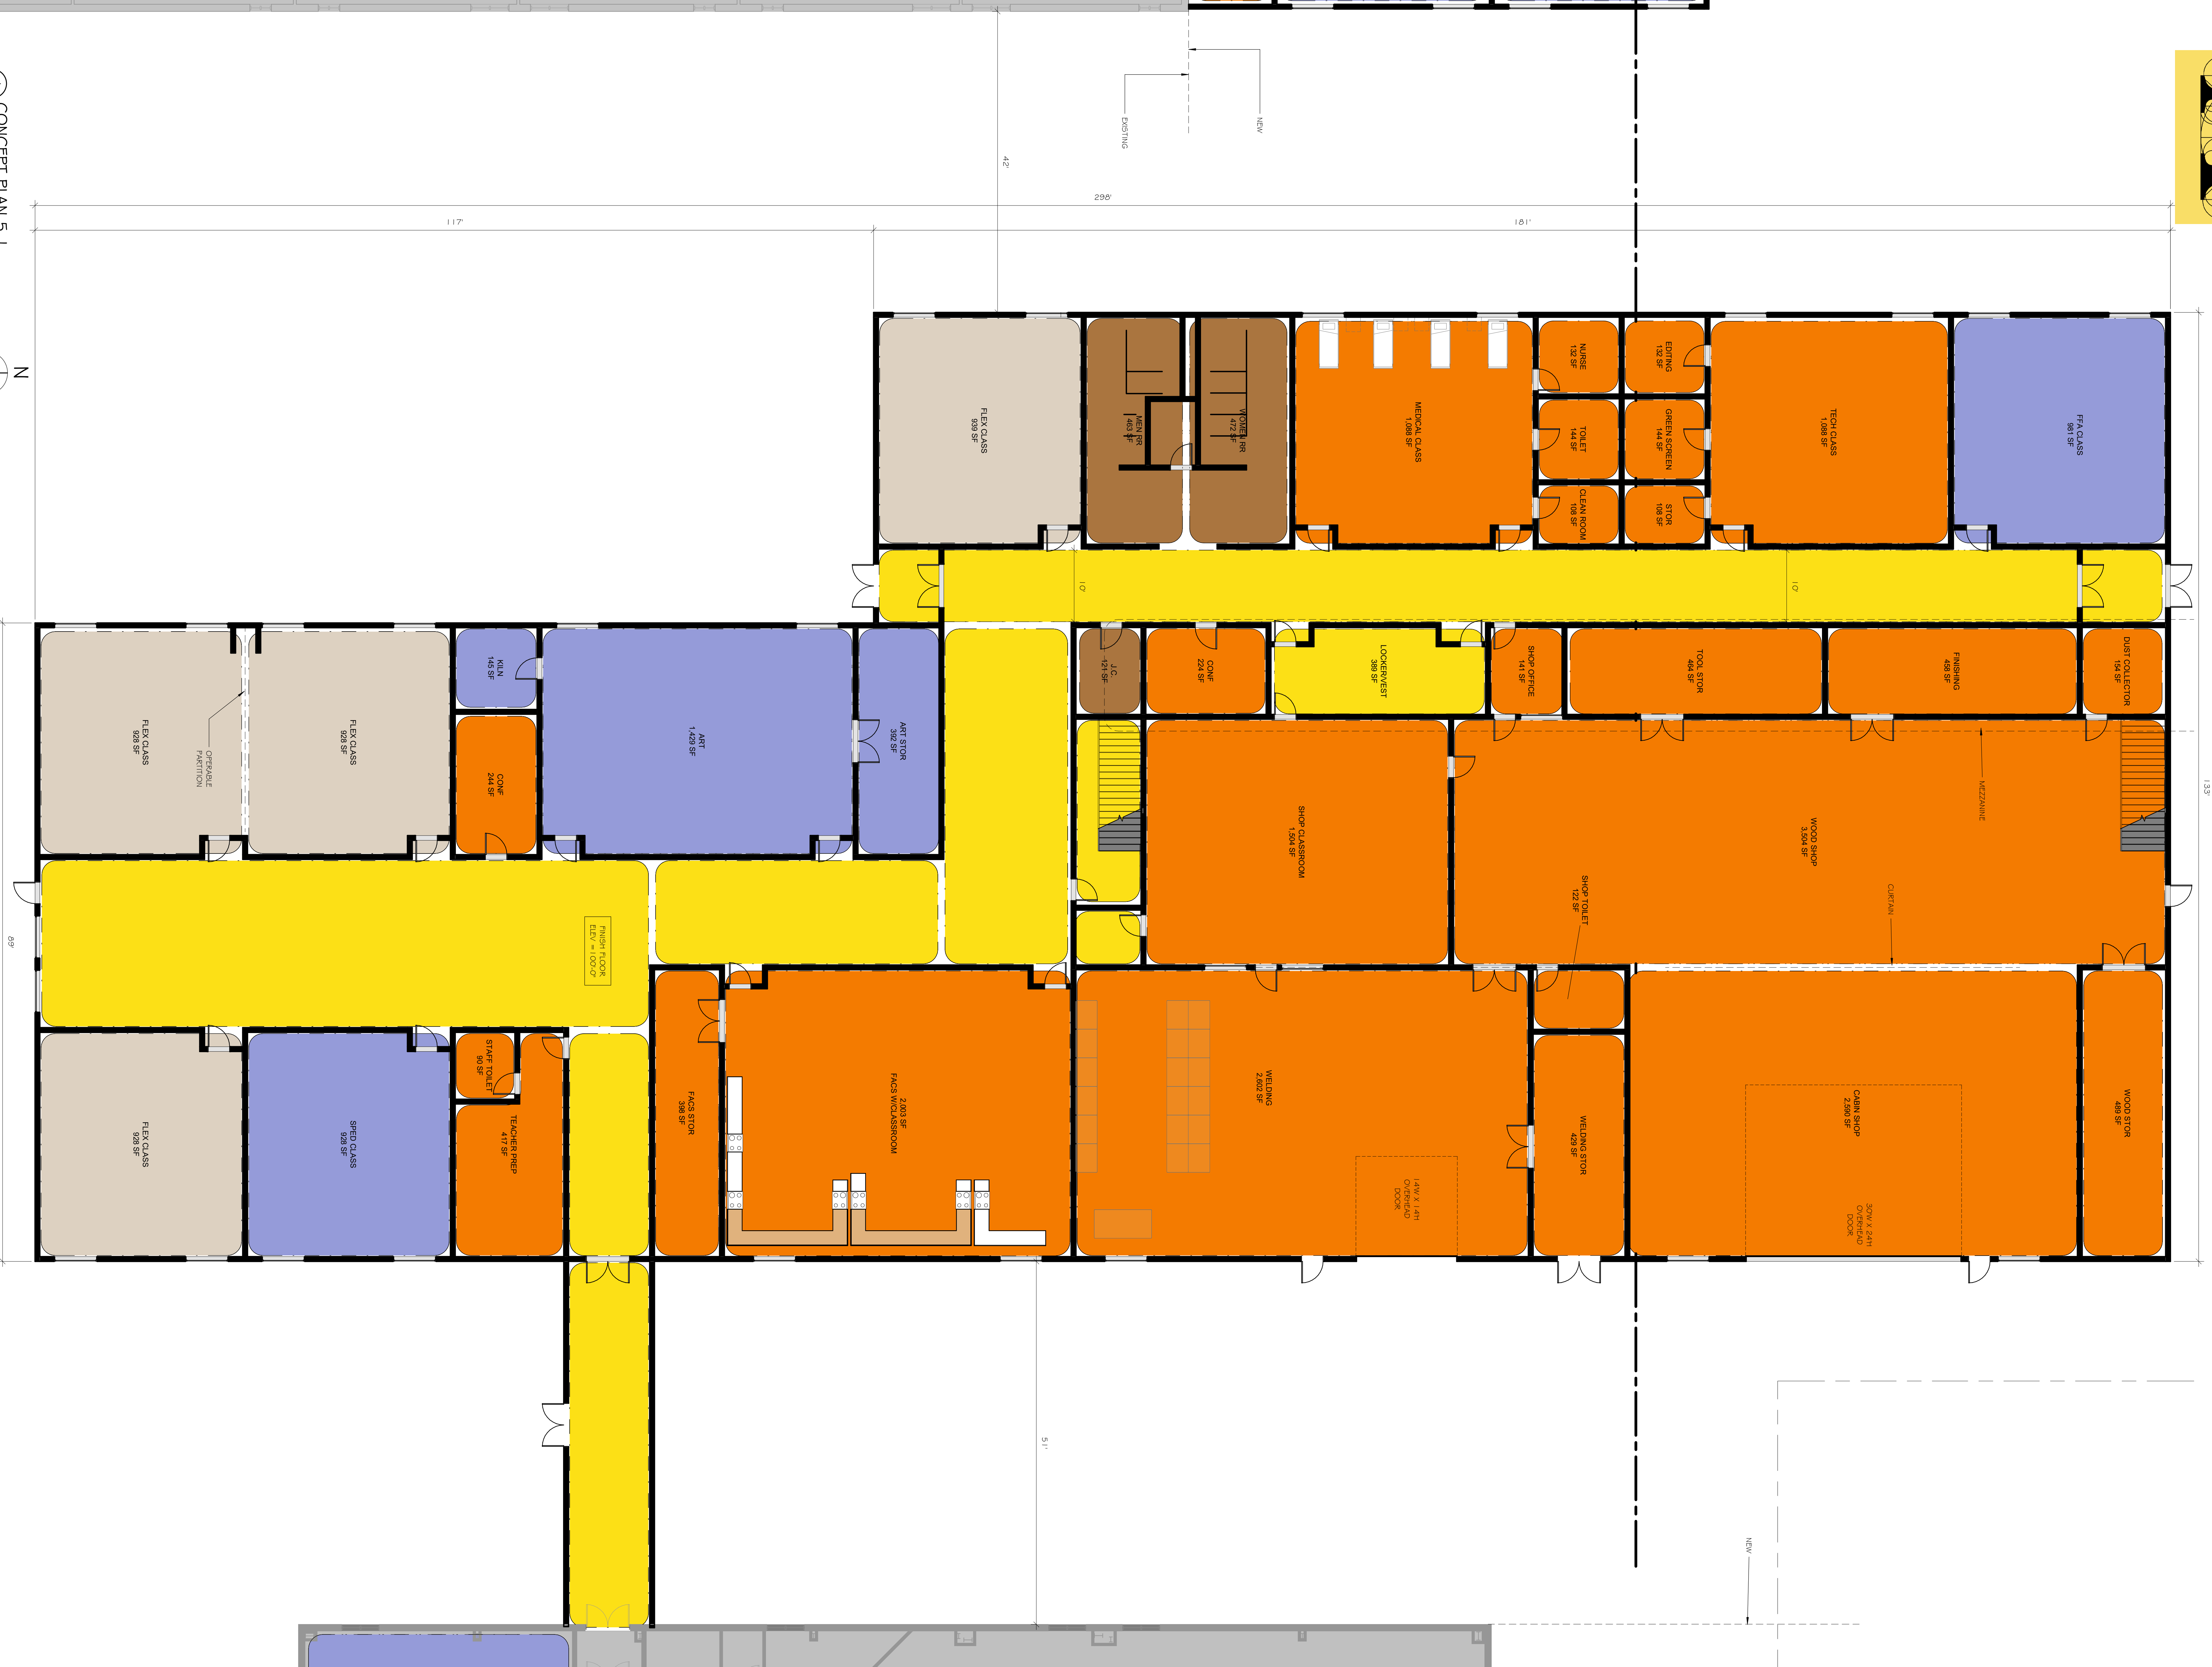 CONCEPT PLAN 5.1
N
NEW
EXISTING
42'
298'
117'
181'
FLEX CLASS
939 SF
MEN RR
463 SF
WOMEN RR
472 SF
MEDICAL CLASS
1,088 SF
NURSE
132 SF
TOILET
144 SF
CLEAN ROOM
108 SF
EDITING
132 SF
GREEN SCREEN
144 SF
STOR
108 SF
TECH CLASS
1,088 SF
FFA CLASS
981 SF
10'
10'
133'
FLEX CLASS
928 SF
OPERABLE
PARTITION
FLEX CLASS
928 SF
KILN
145 SF
CONF
244 SF
ART
1,429 SF
ART STOR
392 SF
J.C.
121 SF
CONF
224 SF
LOCKER/VEST
389 SF
SHOP OFFICE
141 SF
TOOL STOR
464 SF
FINISHING
458 SF
DUST COLLECTOR
154 SF
SHOP CLASSROOM
1,504 SF
WOOD SHOP
3,504 SF
MEZZANINE
SHOP TOILET
122 SF
CURTAIN
FINISH FLOOR
ELEV = 100'-0"
89'
FLEX CLASS
928 SF
SPED CLASS
928 SF
STAFF TOILET
90 SF
TEACHER PREP
417 SF
FACS STOR
398 SF
2,003 SF
FACS W/CLASSROOM
WELDING
2,602 SF
14'W X 14'H
OVERHEAD
DOOR
WELDING STOR
429 SF
CABIN SHOP
2,590 SF
30'W X 24'H
OVERHEAD
DOOR
WOOD STOR
489 SF
51'
NEW